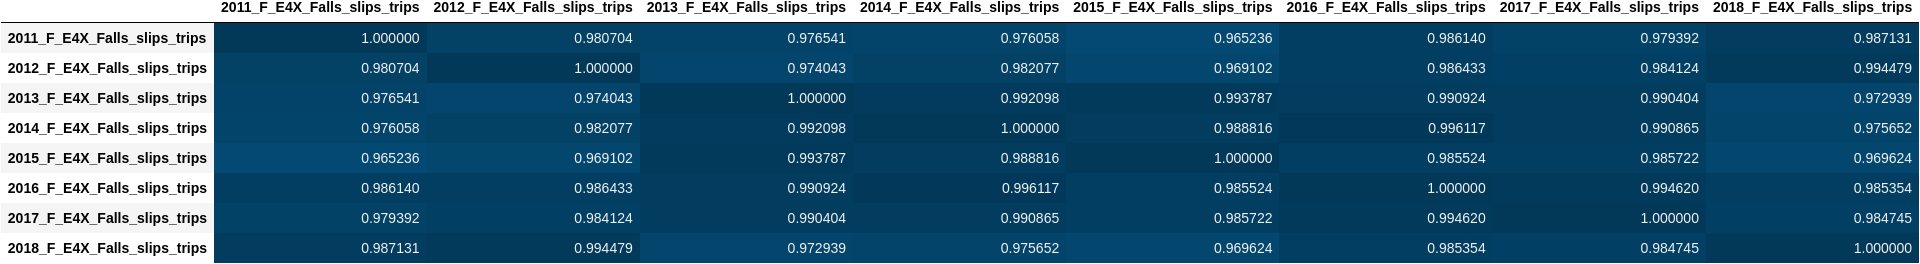 2011_F_E4X_Falls_slips_trips 2012_F_E4X_Falls_slips_trips 2013_F_E4X_Falls_slips_trips 2014_F_E4X_Falls_slips_trips 2015_F_E4X_Falls_slips_trips 2016_F_E4X_Falls_slips_trips 2017_F_E4X_Falls_slips_trips 2018_F_E4X_Falls_slips_trips
2011_F_E4X_Falls_slips_trips 1.000000 0.980704 0.976541 0.976058 0.965236 0.986140 0.979392 0.987131
2012_F_E4X_Falls_slips_trips 0.980704 1.000000 0.974043 0.982077 0.969102 0.986433 0.984124 0.994479
2013_F_E4X_Falls_slips_trips 0.976541 0.974043 1.000000 0.992098 0.993787 0.990924 0.990404 0.972939
2014_F_E4X_Falls_slips_trips 0.976058 0.982077 0.992098 1.000000 0.988816 0.996117 0.990865 0.975652
2015_F_E4X_Falls_slips_trips 0.965236 0.969102 0.993787 0.988816 1.000000 0.985524 0.985722 0.969624
2016_F_E4X_Falls_slips_trips 0.986140 0.986433 0.990924 0.996117 0.985524 1.000000 0.994620 0.985354
2017_F_E4X_Falls_slips_trips 0.979392 0.984124 0.990404 0.990865 0.985722 0.994620 1.000000 0.984745
2018_F_E4X_Falls_slips_trips 0.987131 0.994479 0.972939 0.975652 0.969624 0.985354 0.984745 1.000000